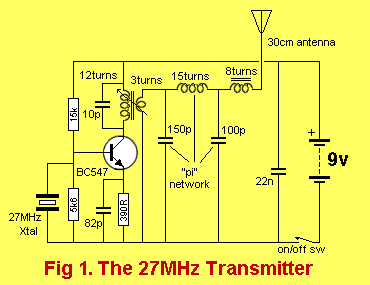 30cm antenna
12turns
3turns
15turns
8turns
10p
15k
150p
100p
+
9v
BC547
"pi"
network
22n
27MHz
Xtal
5k6
82p
390R
on/off sw
Fig 1. The 27MHz Transmitter